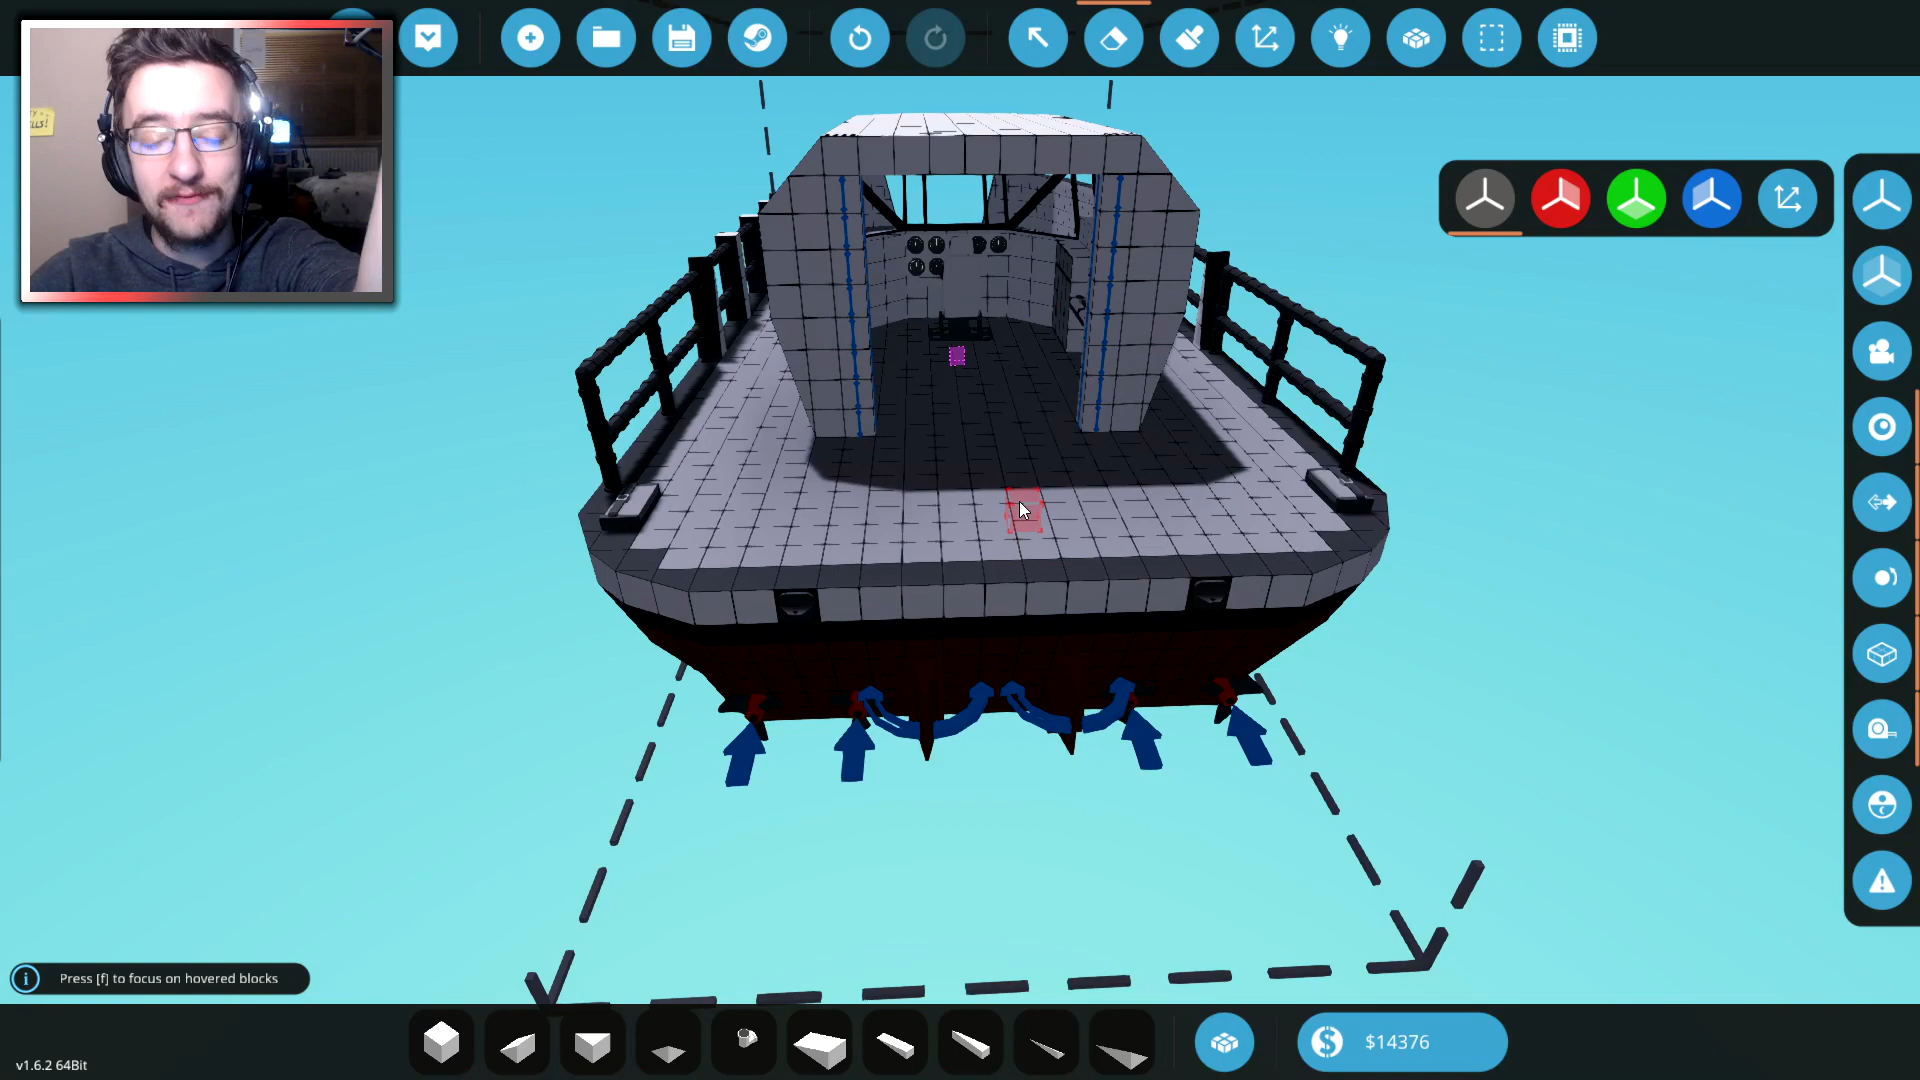 Press [f] to focus on hovered blocks
$14376
v1.6.2 64Bit